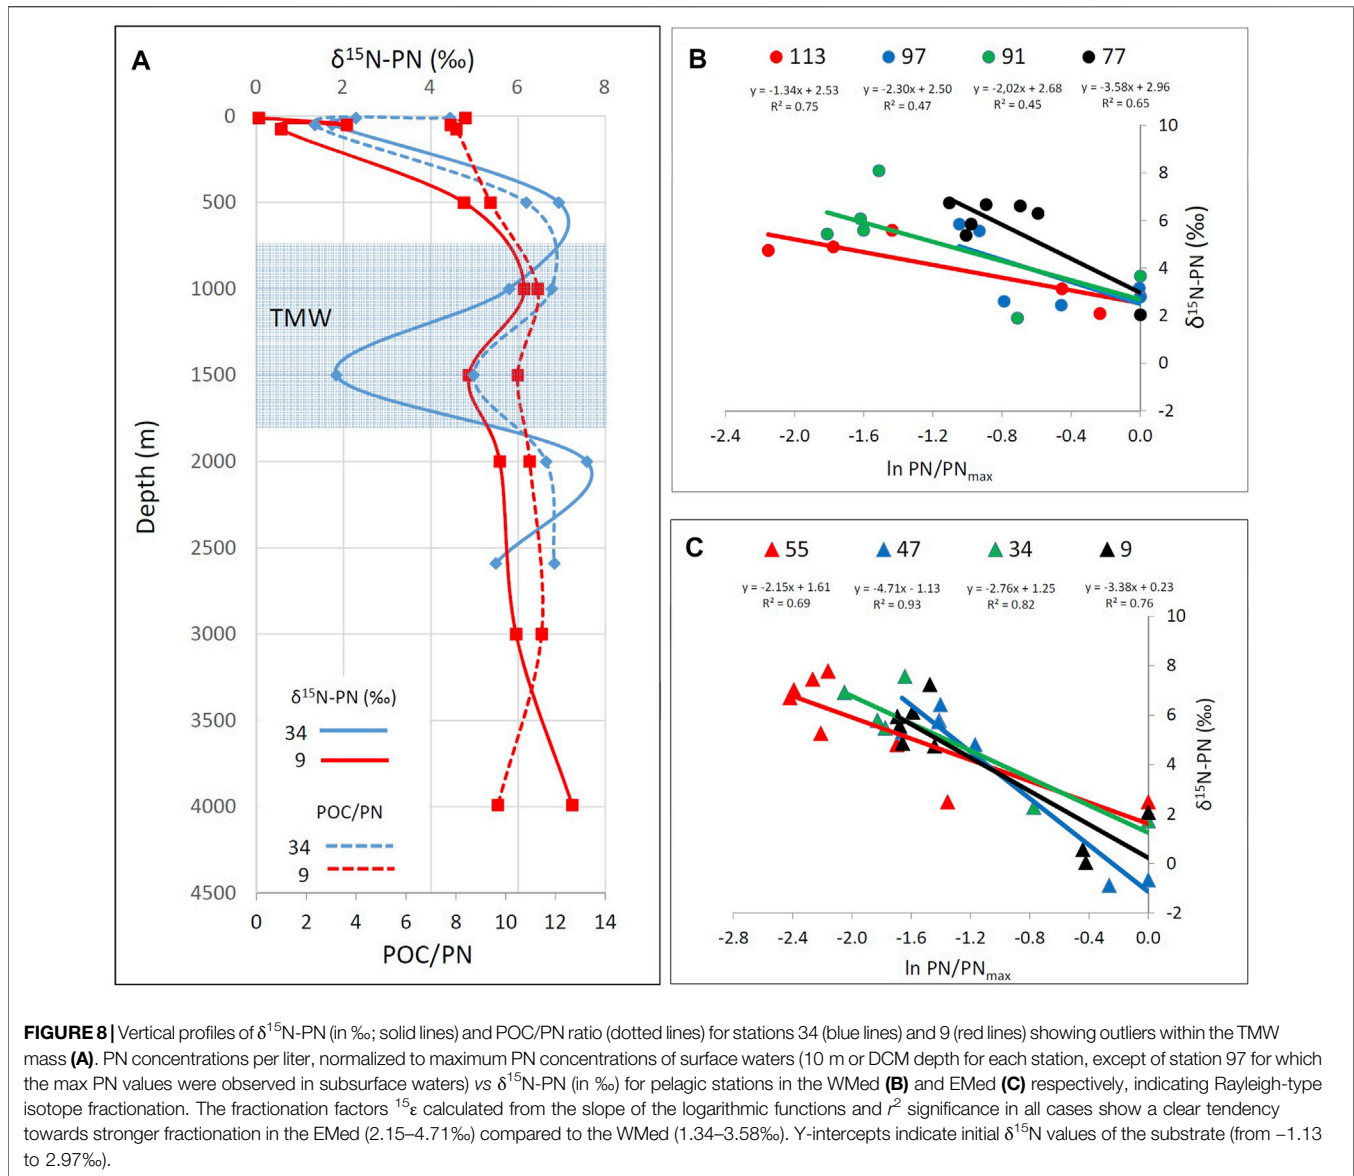 A
δ¹⁵N-PN (‰)
0 2 4 6 8
0
500
1000
1500
2000
2500
3000
3500
4000
4500
Depth (m)
TMW
δ¹⁵N-PN (‰)
34
9
POC/PN
34
9
0 2 4 6 8 10 12 14
POC/PN
B
113 97 91 77
y = -1.34x + 2.53 y = -2.30x + 2.50 y = -2,02x + 2.68 y = -3.58x + 2.96
R² = 0.75 R² = 0.47 R² = 0.45 R² = 0.65
10
8
6
4
2
0
-2
δ¹⁵N-PN (‰)
-2.4 -2.0 -1.6 -1.2 -0.8 -0.4 0.0
ln PN/PNmax
C
55 47 34 9
y = -2.15x + 1.61 y = -4.71x - 1.13 y = -2.76x + 1.25 y = -3.38x + 0.23
R² = 0.69 R² = 0.93 R² = 0.82 R² = 0.76
10
8
6
4
2
0
-2
δ¹⁵N-PN (‰)
-2.8 -2.4 -2.0 -1.6 -1.2 -0.8 -0.4 0.0
ln PN/PNmax
FIGURE 8 | Vertical profiles of δ¹⁵N-PN (in ‰; solid lines) and POC/PN ratio (dotted lines) for stations 34 (blue lines) and 9 (red lines) showing outliers within the TMW
mass (A). PN concentrations per liter, normalized to maximum PN concentrations of surface waters (10 m or DCM depth for each station, except of station 97 for which
the max PN values were observed in subsurface waters) vs δ¹⁵N-PN (in ‰) for pelagic stations in the WMed (B) and EMed (C) respectively, indicating Rayleigh-type
isotope fractionation. The fractionation factors ¹⁵ε calculated from the slope of the logarithmic functions and r² significance in all cases show a clear tendency
towards stronger fractionation in the EMed (2.15–4.71‰) compared to the WMed (1.34–3.58‰). Y-intercepts indicate initial δ¹⁵N values of the substrate (from −1.13
to 2.97‰).